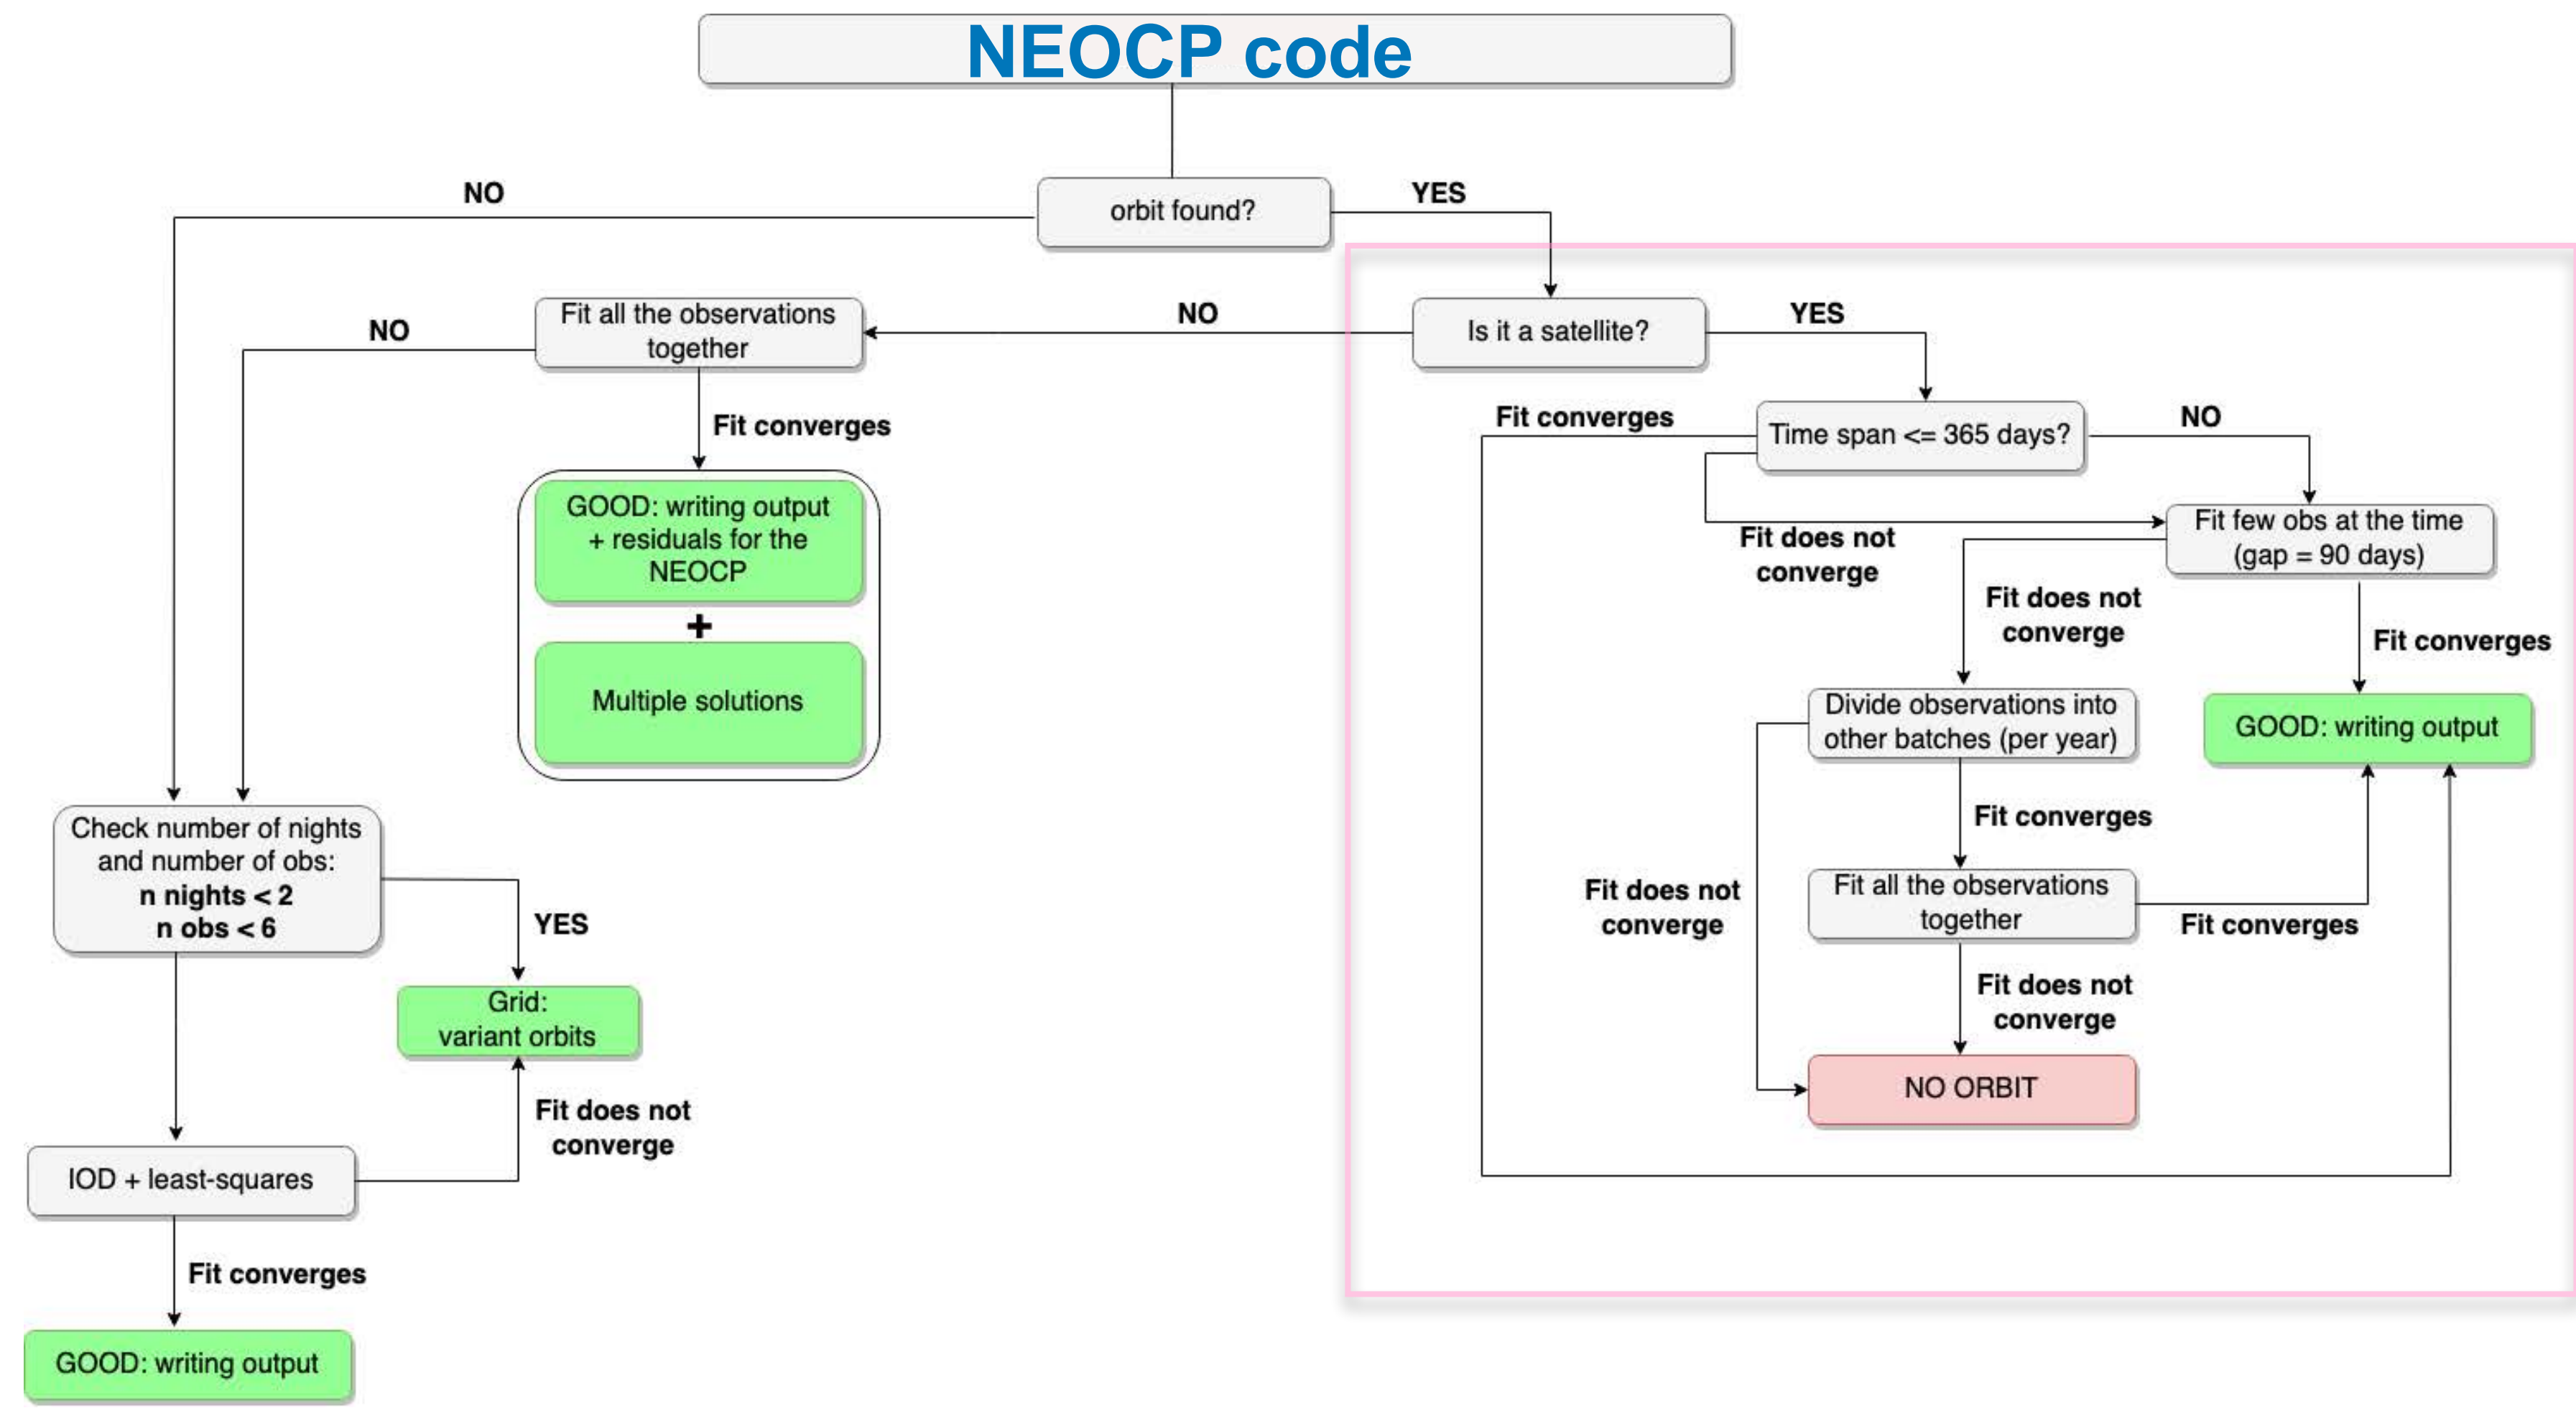 NEOCP code
NO
orbit found?
YES
NO
Fit all the observations
together
NO
Is it a satellite?
YES
Fit converges
Fit converges
Time span <= 365 days?
NO
GOOD: writing output
+ residuals for the
NEOCP
+
Multiple solutions
Fit does not
converge
Fit few obs at the time
(gap = 90 days)
Fit does not
converge
Fit converges
Divide observations into
other batches (per year)
GOOD: writing output
Fit converges
Fit does not
converge
Fit all the observations
together
Fit converges
Fit does not
converge
NO ORBIT
Check number of nights
and number of obs:
n nights < 2
n obs < 6
YES
Grid:
variant orbits
Fit does not
converge
IOD + least-squares
Fit converges
GOOD: writing output